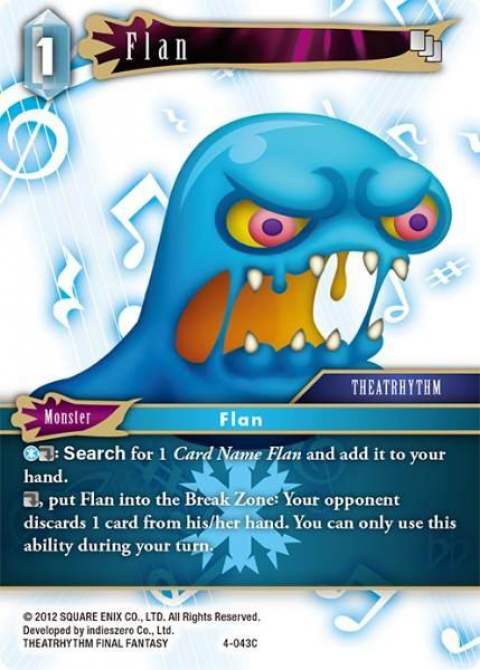 1
Flan
THEATRHYTHM
Monster
Flan
: Search for 1 Card Name Flan and add it to your
hand.
, put Flan into the Break Zone: Your opponent
discards 1 card from his/her hand. You can only use this
ability during your turn.
© 2012 SQUARE ENIX CO., LTD. All Rights Reserved.
Developed by indieszero Co., Ltd.
THEATRHYTHM FINAL FANTASY
4-043C